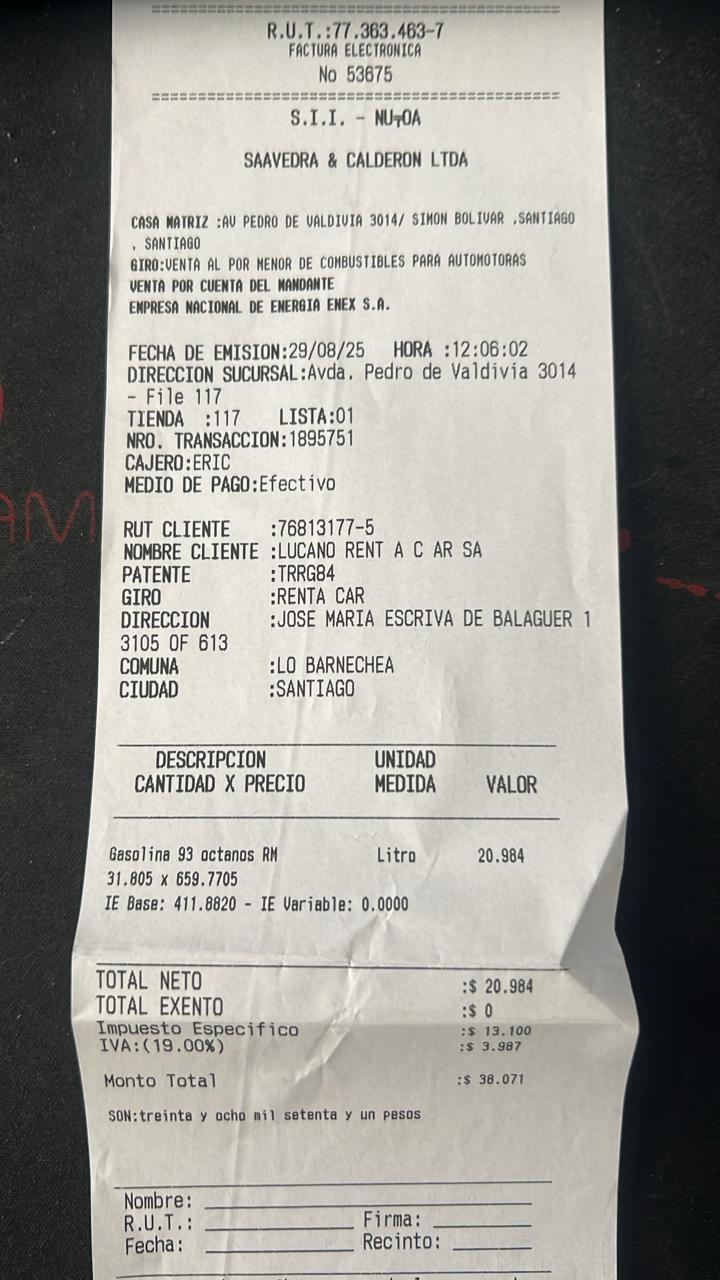 ================================================
R.U.T.:77.363.463-7
FACTURA ELECTRONICA
No 53675
================================================
S.I.I. - NUÑOA
SAAVEDRA & CALDERON LTDA
CASA MATRIZ :AV PEDRO DE VALDIVIA 3014/ SIMON BOLIVAR ,SANTIAGO
, SANTIAGO
GIRO:VENTA AL POR MENOR DE COMBUSTIBLES PARA AUTOMOTORAS
VENTA POR CUENTA DEL MANDANTE
EMPRESA NACIONAL DE ENERGIA ENEX S.A.
FECHA DE EMISION:29/08/25 HORA :12:06:02
DIRECCION SUCURSAL:Avda. Pedro de Valdivia 3014
- File 117
TIENDA :117 LISTA:01
NRO. TRANSACCION:1895751
CAJERO:ERIC
MEDIO DE PAGO:Efectivo
RUT CLIENTE :76813177-5
NOMBRE CLIENTE :LUCANO RENT A C AR SA
PATENTE :TRRG84
GIRO :RENTA CAR
DIRECCION :JOSE MARIA ESCRIVA DE BALAGUER 1
3105 OF 613
COMUNA :LO BARNECHEA
CIUDAD :SANTIAGO
DESCRIPCION UNIDAD
CANTIDAD X PRECIO MEDIDA VALOR
Gasolina 93 octanos RM Litro 20.984
31.805 x 659.7705
IE Base: 411.8820 - IE Variable: 0.0000
TOTAL NETO :$ 20.984
TOTAL EXENTO :$ 0
Impuesto Especifico :$ 13.100
IVA:(19.00%) :$ 3.987
Monto Total :$ 38.071
SON:treinta y ocho mil setenta y un pesos
Nombre:
R.U.T.: Firma:
Fecha: Recinto: